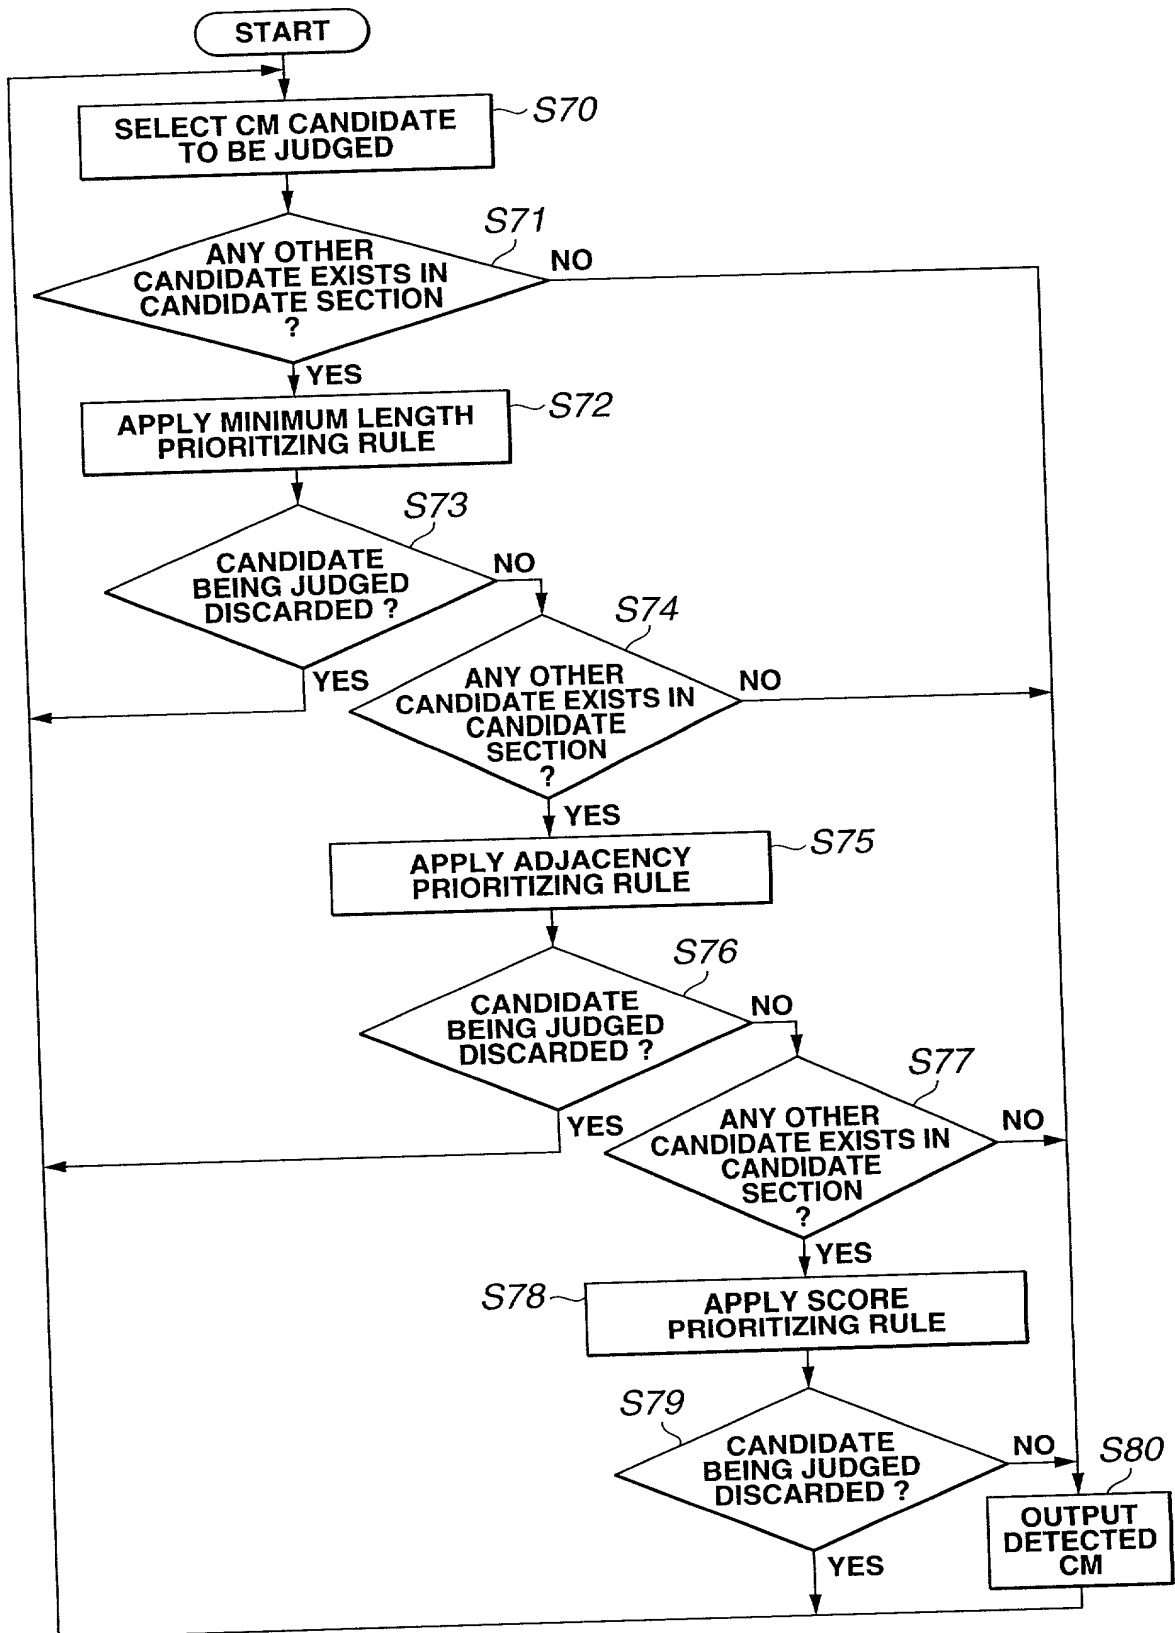 START
SELECT CM CANDIDATE
TO BE JUDGED
S70
S71
ANY OTHER
CANDIDATE EXISTS IN
CANDIDATE SECTION
?
NO
YES
APPLY MINIMUM LENGTH
PRIORITIZING RULE
S72
S73
CANDIDATE
BEING JUDGED
DISCARDED ?
NO
YES
S74
ANY OTHER
CANDIDATE EXISTS IN
CANDIDATE
SECTION
?
NO
YES
APPLY ADJACENCY
PRIORITIZING RULE
S75
S76
CANDIDATE
BEING JUDGED
DISCARDED ?
NO
YES
S77
ANY OTHER
CANDIDATE EXISTS IN
CANDIDATE
SECTION
?
NO
YES
S78
APPLY SCORE
PRIORITIZING RULE
S79
CANDIDATE
BEING JUDGED
DISCARDED ?
NO
YES
S80
OUTPUT
DETECTED
CM